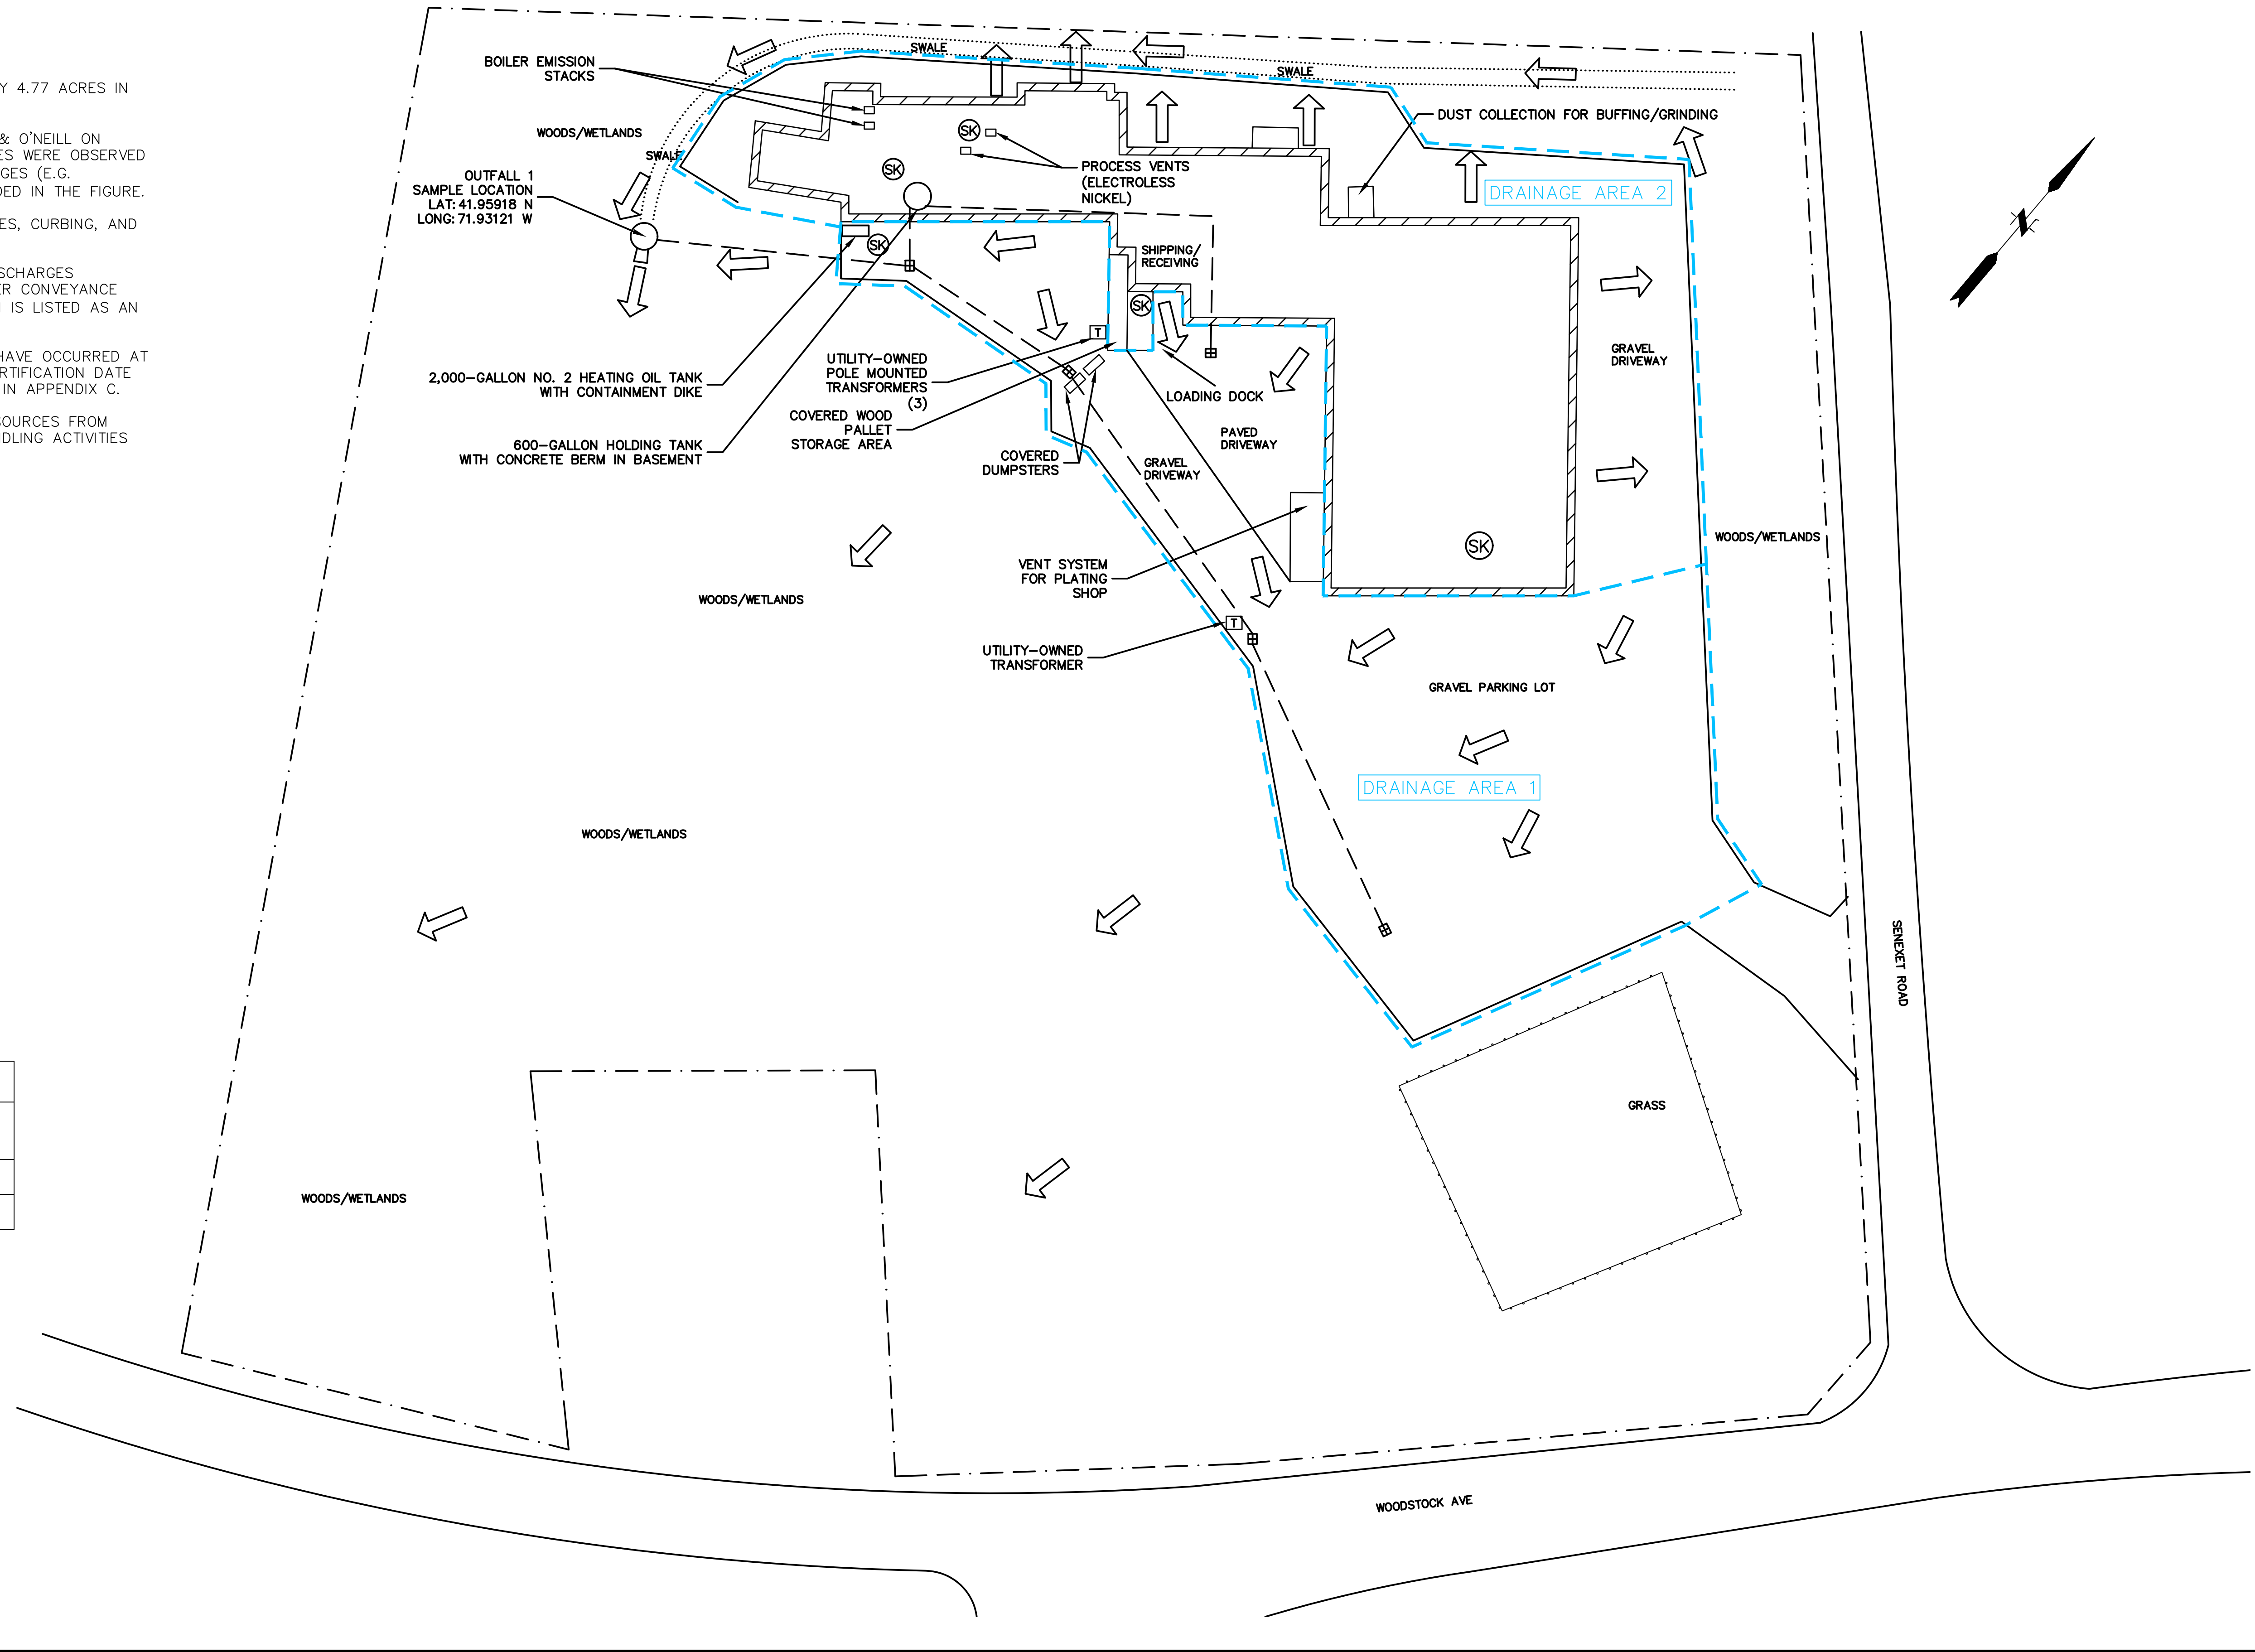 Y 4.77 ACRES IN
& O'NEILL ON
ES WERE OBSERVED
GES (E.G.
DED IN THE FIGURE.
ES, CURBING, AND
SCHARGES
ER CONVEYANCE
IS LISTED AS AN
HAVE OCCURRED AT
RTIFICATION DATE
IN APPENDIX C.
SOURCES FROM
DLING ACTIVITIES
BOILER EMISSION
STACKS
SWALE
SWALE
WOODS/WETLANDS
SWALE
OUTFALL 1
SAMPLE LOCATION
LAT: 41.95918 N
LONG: 71.93121 W
SK
SK
SK
PROCESS VENTS
(ELECTROLESS
NICKEL)
DUST COLLECTION FOR BUFFING/GRINDING
DRAINAGE AREA 2
N
SHIPPING/
RECEIVING
SK
T
2,000-GALLON NO. 2 HEATING OIL TANK
WITH CONTAINMENT DIKE
600-GALLON HOLDING TANK
WITH CONCRETE BERM IN BASEMENT
UTILITY-OWNED
POLE MOUNTED
TRANSFORMERS
(3)
COVERED WOOD
PALLET
STORAGE AREA
COVERED
DUMPSTERS
LOADING DOCK
PAVED
DRIVEWAY
GRAVEL
DRIVEWAY
GRAVEL
DRIVEWAY
WOODS/WETLANDS
SK
VENT SYSTEM
FOR PLATING
SHOP
WOODS/WETLANDS
T
UTILITY-OWNED
TRANSFORMER
GRAVEL PARKING LOT
DRAINAGE AREA 1
WOODS/WETLANDS
SENEXET ROAD
GRASS
WOODS/WETLANDS
WOODSTOCK AVE